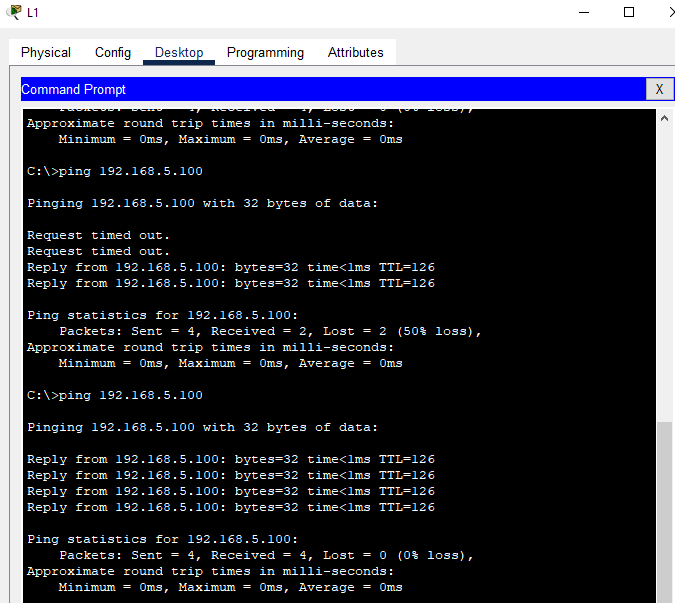 L1
Physical Config Desktop Programming Attributes
Command Prompt
X
Packets: Sent = 4, Received = 4, Lost = 0 (0% loss),
Approximate round trip times in milli-seconds:
Minimum = 0ms, Maximum = 0ms, Average = 0ms
C:\>ping 192.168.5.100
Pinging 192.168.5.100 with 32 bytes of data:
Request timed out.
Request timed out.
Reply from 192.168.5.100: bytes=32 time<1ms TTL=126
Reply from 192.168.5.100: bytes=32 time<1ms TTL=126
Ping statistics for 192.168.5.100:
Packets: Sent = 4, Received = 2, Lost = 2 (50% loss),
Approximate round trip times in milli-seconds:
Minimum = 0ms, Maximum = 0ms, Average = 0ms
C:\>ping 192.168.5.100
Pinging 192.168.5.100 with 32 bytes of data:
Reply from 192.168.5.100: bytes=32 time<1ms TTL=126
Reply from 192.168.5.100: bytes=32 time<1ms TTL=126
Reply from 192.168.5.100: bytes=32 time<1ms TTL=126
Reply from 192.168.5.100: bytes=32 time<1ms TTL=126
Ping statistics for 192.168.5.100:
Packets: Sent = 4, Received = 4, Lost = 0 (0% loss),
Approximate round trip times in milli-seconds:
Minimum = 0ms, Maximum = 0ms, Average = 0ms